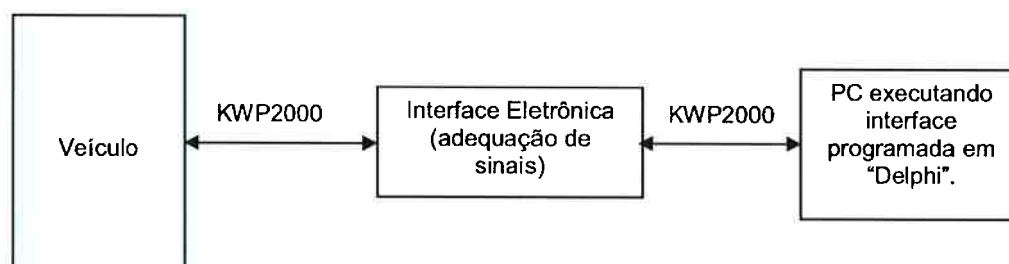 Veículo
KWP2000
Interface Eletrônica
(adequação de
sinais)
KWP2000
PC executando
interface
programada em
“Delphi”.